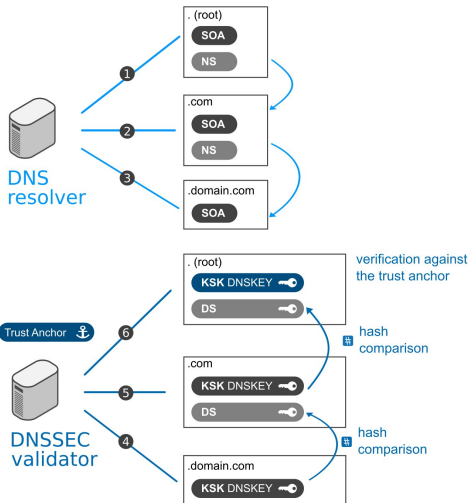 . (root)
SOA
NS
1
.com
SOA
2
NS
3
DNS
resolver
.domain.com
SOA
. (root)
verification against
the trust anchor
KSK DNSKEY
DS
Trust Anchor
6
#
hash
comparison
.com
KSK DNSKEY
5
DS
DNSSEC
validator
4
#
hash
comparison
.domain.com
KSK DNSKEY